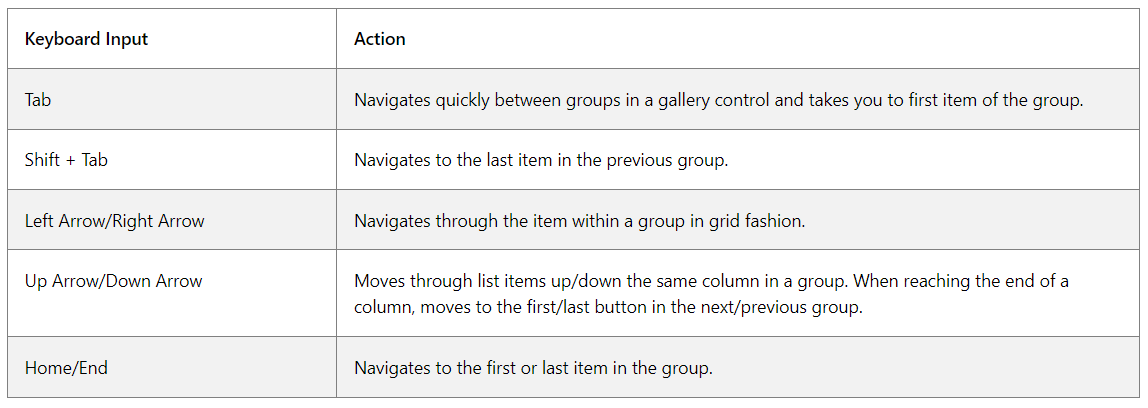 Keyboard Input Action
Tab Navigates quickly between groups in a gallery control and takes you to first item of the group.
Shift + Tab Navigates to the last item in the previous group.
Left Arrow/Right Arrow Navigates through the item within a group in grid fashion.
Up Arrow/Down Arrow Moves through list items up/down the same column in a group. When reaching the end of a
column, moves to the first/last button in the next/previous group.
Home/End Navigates to the first or last item in the group.